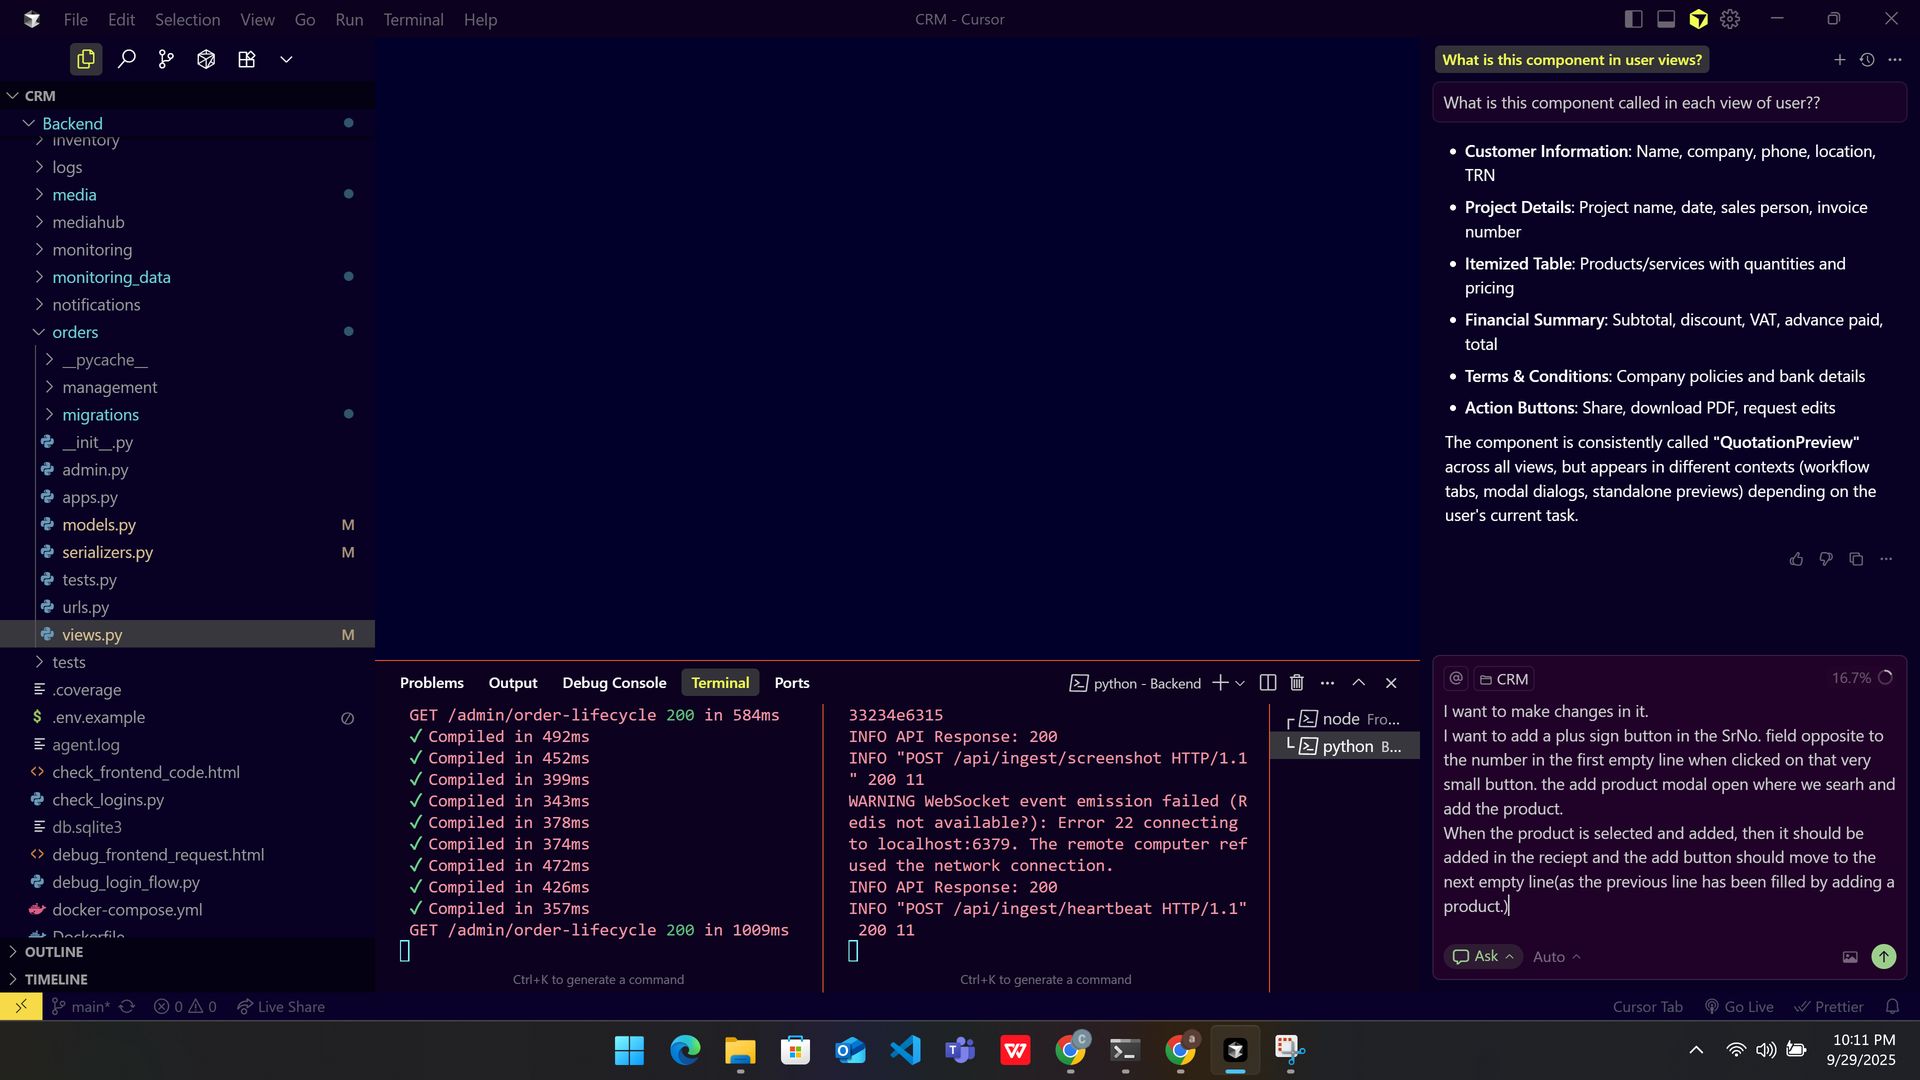 File Edit Selection View Go Run Terminal Help
CRM - Cursor
CRM
Backend
inventory
logs
media
mediahub
monitoring
monitoring_data
notifications
orders
__pycache__
management
migrations
__init__.py
admin.py
apps.py
models.py M
serializers.py M
tests.py
urls.py
views.py M
tests
.coverage
.env.example
agent.log
check_frontend_code.html
check_logins.py
db.sqlite3
debug_frontend_request.html
debug_login_flow.py
docker-compose.yml
Dockerfile
OUTLINE
TIMELINE
Problems Output Debug Console Terminal Ports
python - Backend
GET /admin/order-lifecycle 200 in 584ms
✓ Compiled in 492ms
✓ Compiled in 452ms
✓ Compiled in 399ms
✓ Compiled in 343ms
✓ Compiled in 378ms
✓ Compiled in 374ms
✓ Compiled in 472ms
✓ Compiled in 426ms
✓ Compiled in 357ms
GET /admin/order-lifecycle 200 in 1009ms
Ctrl+K to generate a command
33234e6315
INFO API Response: 200
INFO "POST /api/ingest/screenshot HTTP/1.1
" 200 11
WARNING WebSocket event emission failed (R
edis not available?): Error 22 connecting
to localhost:6379. The remote computer ref
used the network connection.
INFO API Response: 200
INFO "POST /api/ingest/heartbeat HTTP/1.1"
200 11
Ctrl+K to generate a command
node Fro...
python B...
What is this component in user views?
What is this component called in each view of user??
• Customer Information: Name, company, phone, location,
TRN
• Project Details: Project name, date, sales person, invoice
number
• Itemized Table: Products/services with quantities and
pricing
• Financial Summary: Subtotal, discount, VAT, advance paid,
total
• Terms & Conditions: Company policies and bank details
• Action Buttons: Share, download PDF, request edits
The component is consistently called "QuotationPreview"
across all views, but appears in different contexts (workflow
tabs, modal dialogs, standalone previews) depending on the
user's current task.
@ CRM 16.7%
I want to make changes in it.
I want to add a plus sign button in the SrNo. field opposite to
the number in the first empty line when clicked on that very
small button. the add product modal open where we searh and
add the product.
When the product is selected and added, then it should be
added in the reciept and the add button should move to the
next empty line(as the previous line has been filled by adding a
product.)
Ask Auto
main* 0 0 Live Share
Cursor Tab Go Live Prettier
10:11 PM
9/29/2025